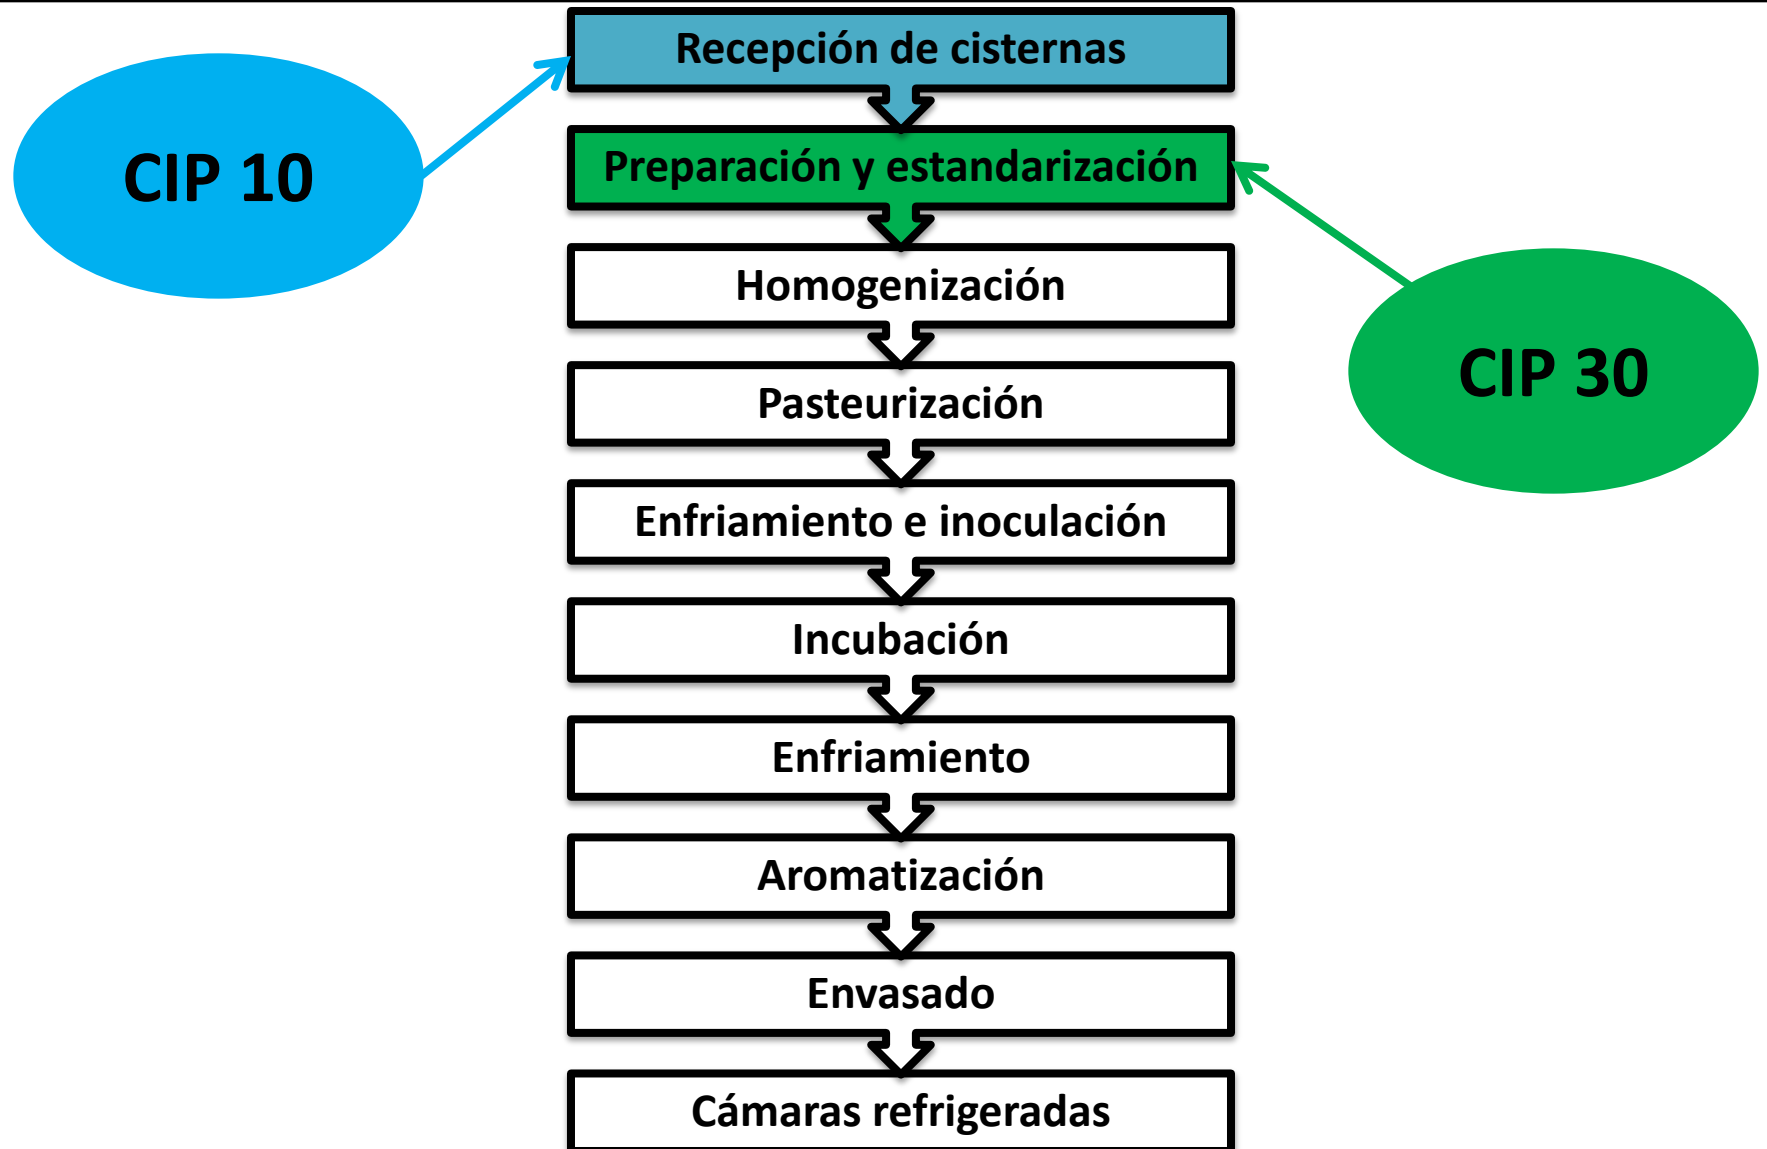 Recepción de cisternas
CIP 10
Preparación y estandarización
Homogenización
CIP 30
Pasteurización
Enfriamiento e inoculación
Incubación
Enfriamiento
Aromatización
Envasado
Cámaras refrigeradas